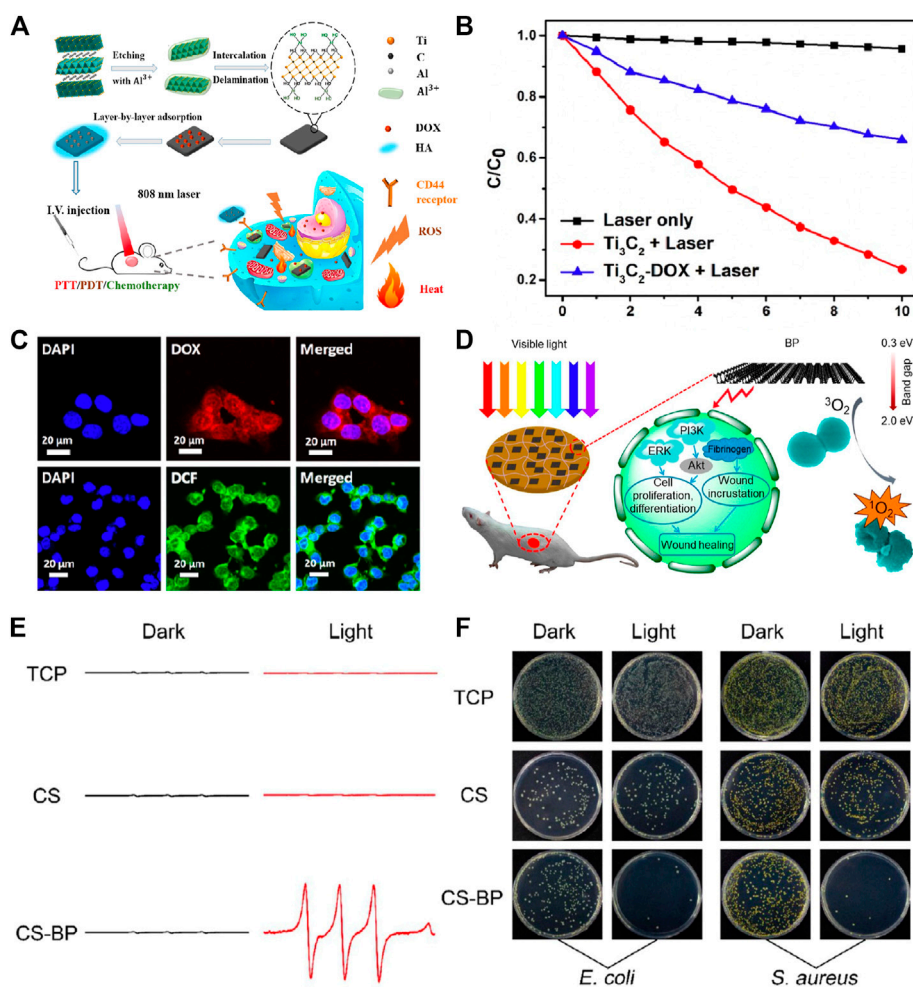 A
Etching
with Al³⁺
Intercalation
Delamination
Ti
C
Al
Al³⁺
Layer-by-layer adsorption
DOX
HA
I.V. injection
808 nm laser
CD44
receptor
ROS
Heat
PTT/PDT/Chemotherapy
B
C/C₀
1.0
0.8
0.6
0.4
0.2
Laser only
Ti₃C₂ + Laser
Ti₃C₂-DOX + Laser
0 2 4 6 8 10
C
DAPI
DOX
Merged
20 μm
20 μm
20 μm
DAPI
DCF
Merged
20 μm
20 μm
20 μm
D
Visible light
BP
0.3 eV
Band gap
2.0 eV
³O₂
¹O₂
PI3K
ERK
Fibrinogen
Akt
Cell
proliferation,
differentiation
Wound
incrustation
Wound healing
E
Dark Light
TCP
CS
CS-BP
F
Dark Light Dark Light
TCP
CS
CS-BP
E. coli S. aureus